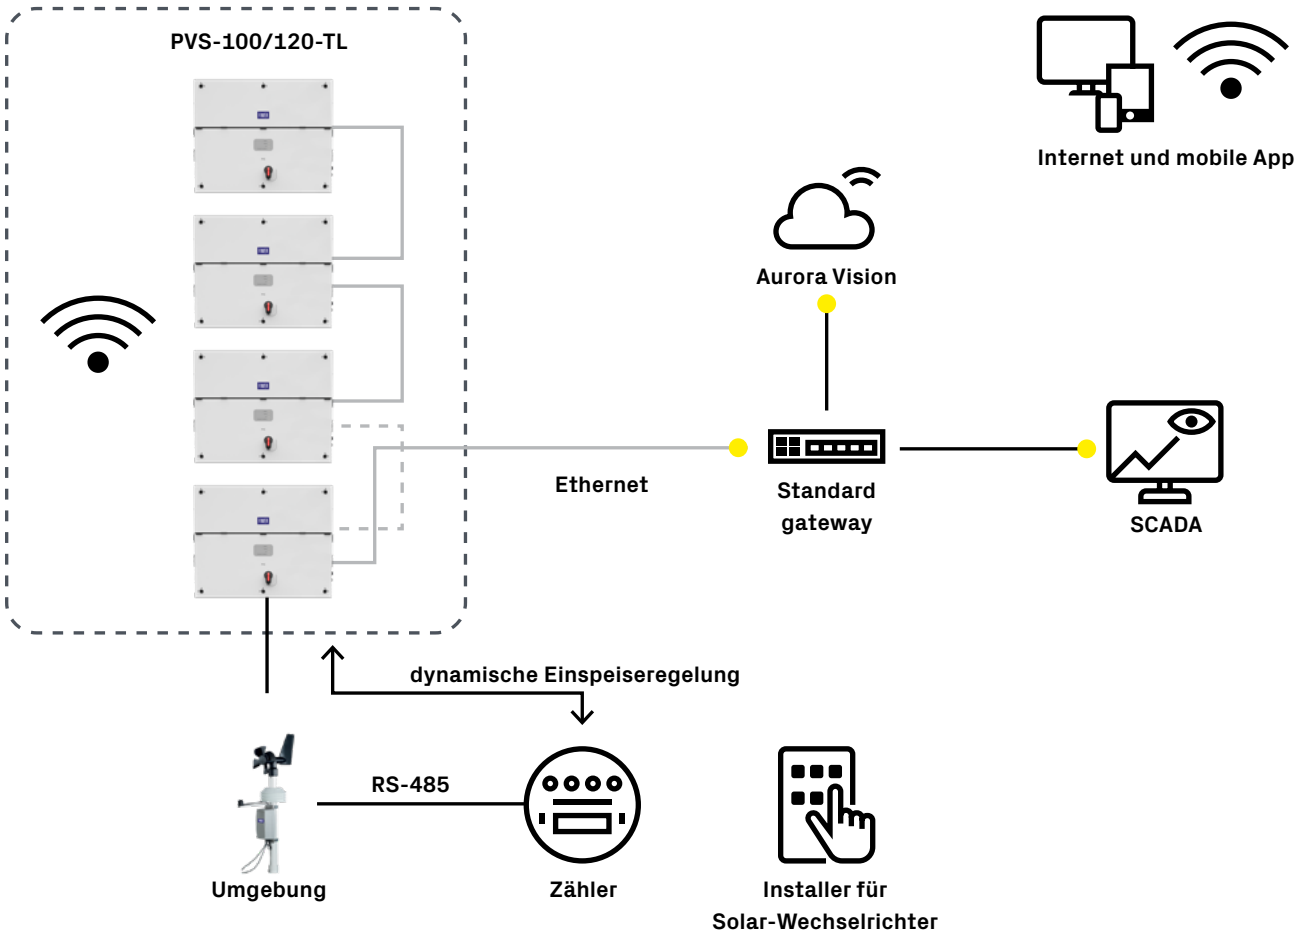 PVS-100/120-TL
Internet und mobile App
Aurora Vision
Ethernet
Standard
gateway
SCADA
dynamische Einspeiseregelung
RS-485
Umgebung
Zähler
Installer für
Solar-Wechselrichter